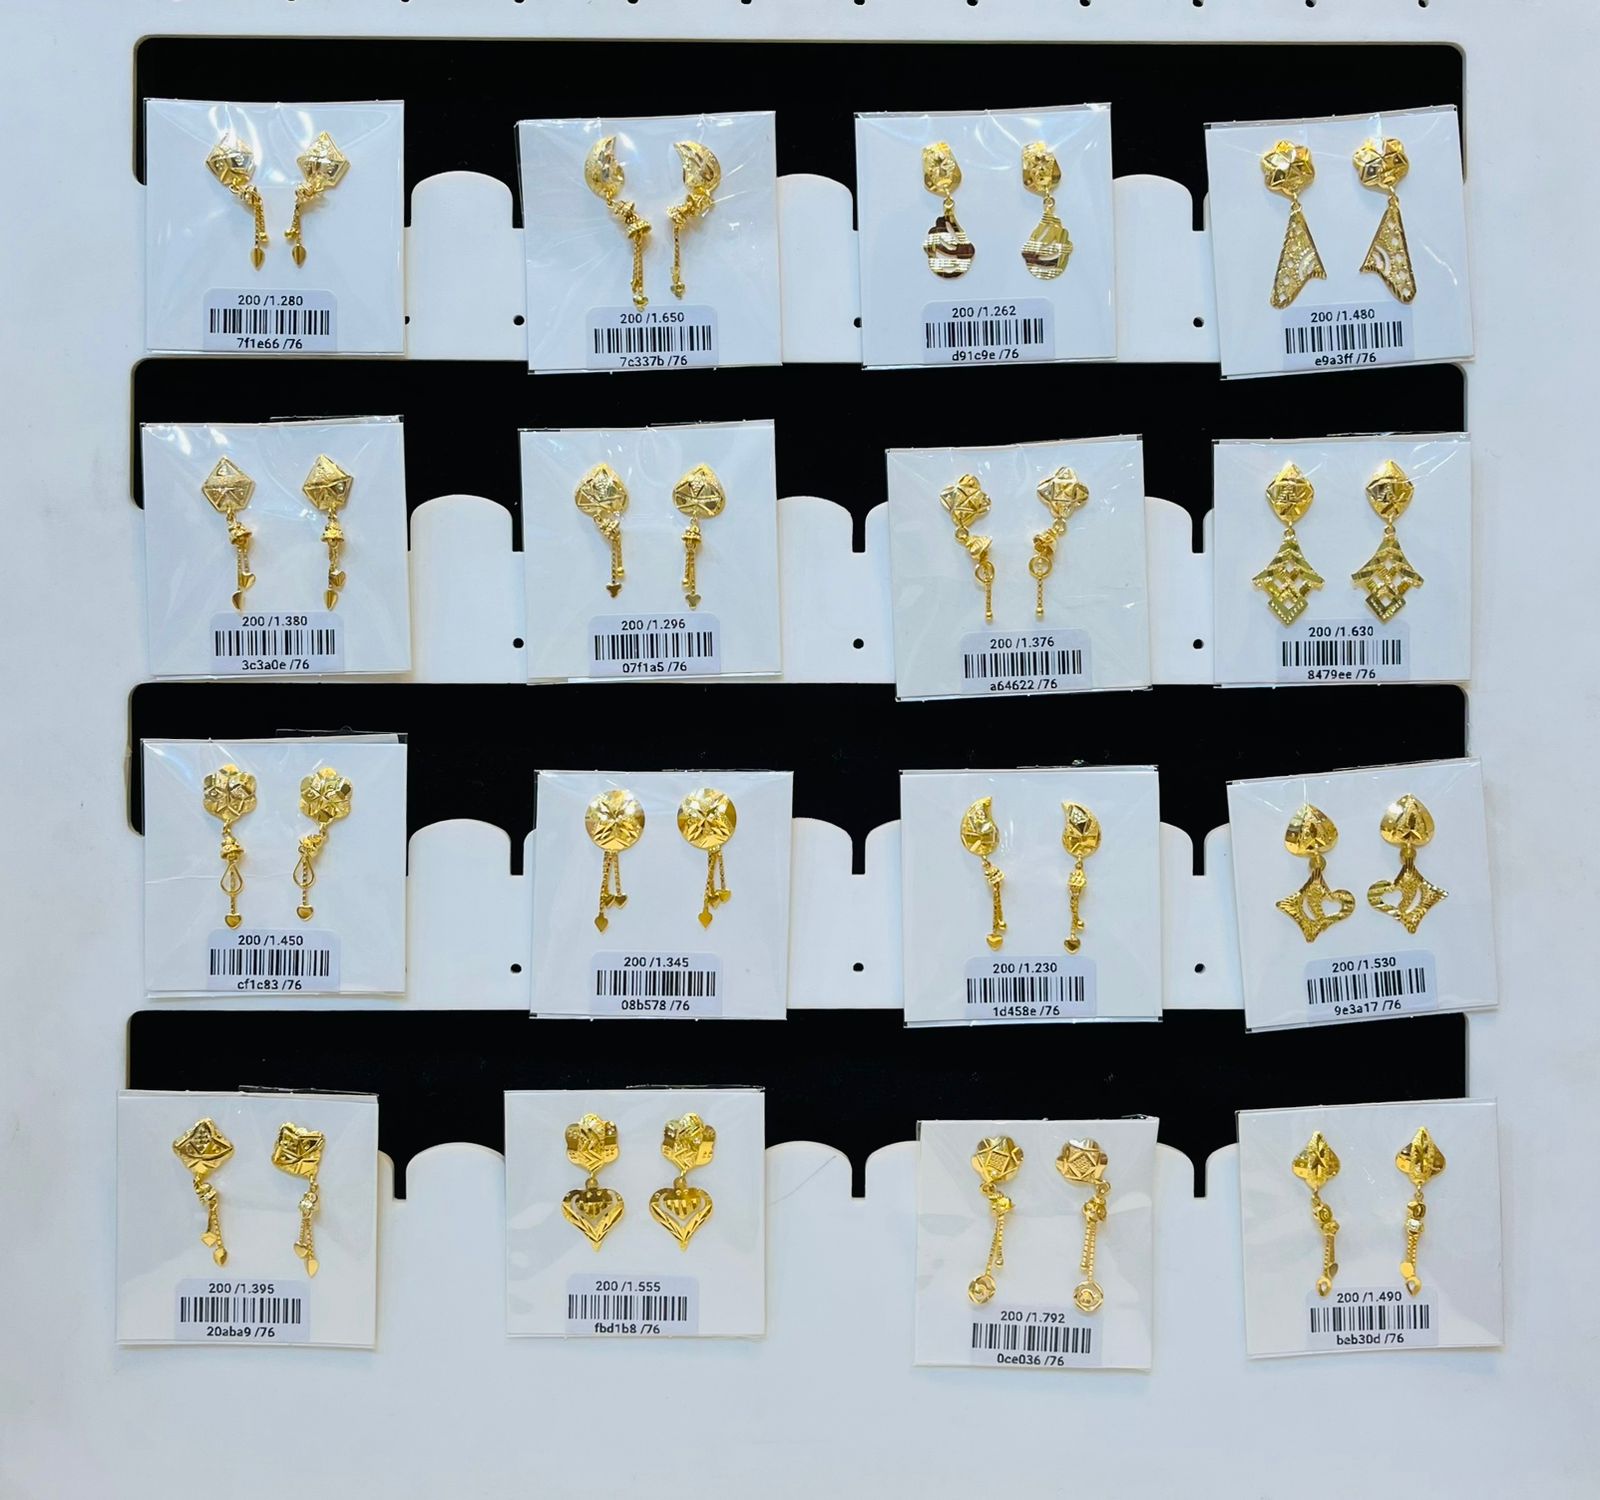 200 /1.280
7f1e66 /76
200 /1.650
7c337b /76
200 /1.262
d91c9e /76
200 /1.480
e9a3ff /76
200 /1.380
3c3a0e /76
200 /1.296
07f1a5 /76
200 /1.376
a64622 /76
200 /1.630
8479ee /76
200 /1.450
cf1c83 /76
200 /1.345
08b578 /76
200 /1.230
1d458e /76
200 /1.530
9e3a17 /76
200 /1.395
20aba9 /76
200 /1.555
fbd1b8 /76
200 /1.792
0ce036 /76
200 /1.490
beb30d /76